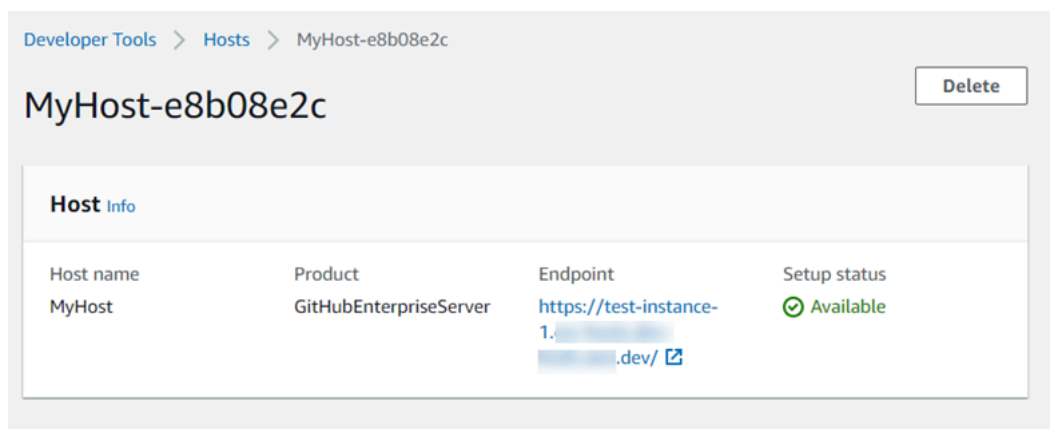 Developer Tools > Hosts > MyHost-e8b08e2c
MyHost-e8b08e2c
Delete
Host Info
Host name
Product
Endpoint
Setup status
MyHost
GitHubEnterpriseServer
https://test-instance-
1.
.dev/
Available